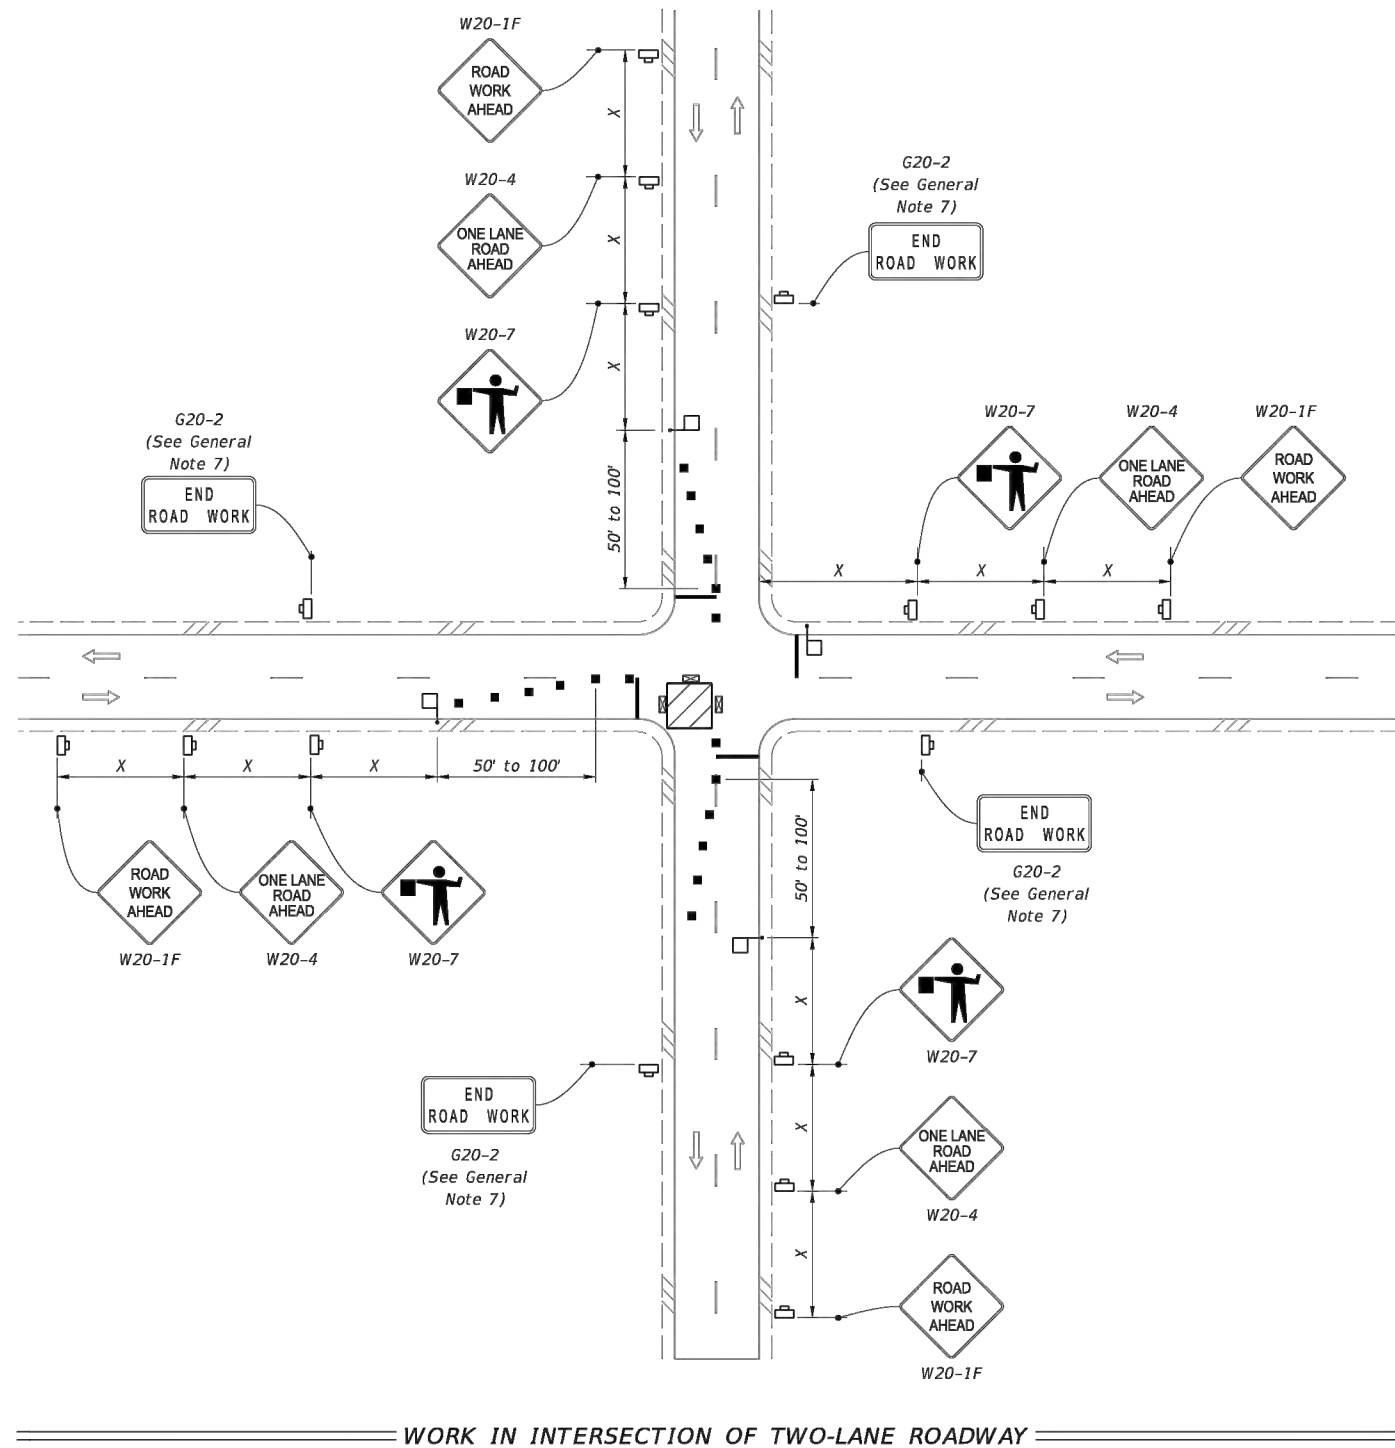 W20-1F
ROAD
WORK
AHEAD
X
W20-4
ONE LANE
ROAD
AHEAD
X
W20-7
X
50' to 100'
G20-2
(See General
Note 7)
END
ROAD WORK
G20-2
(See General
Note 7)
END
ROAD WORK
W20-7
W20-4
ONE LANE
ROAD
AHEAD
W20-1F
ROAD
WORK
AHEAD
X
X
X
X
X
X
50' to 100'
ROAD
WORK
AHEAD
W20-1F
ONE LANE
ROAD
AHEAD
W20-4
W20-7
50' to 100'
END
ROAD WORK
G20-2
(See General
Note 7)
X
W20-7
END
ROAD WORK
G20-2
(See General
Note 7)
X
ONE LANE
ROAD
AHEAD
W20-4
X
ROAD
WORK
AHEAD
W20-1F
WORK IN INTERSECTION OF TWO-LANE ROADWAY